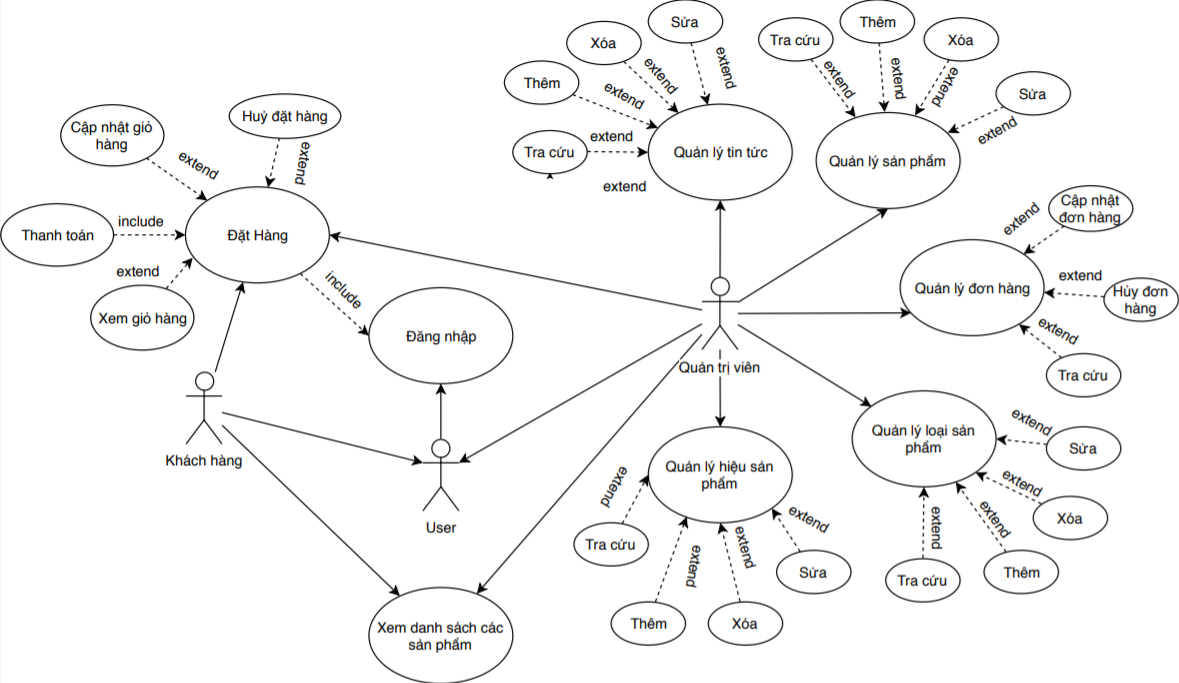 Sửa
Xóa
Thêm
Tra cứu
extend
extend
extend
extend
extend
Quản lý tin tức
Tra cứu
Thêm
Xóa
Sửa
extend
extend
extend
extend
Quản lý sản phẩm
Cập nhật giỏ
hàng
Huỷ đặt hàng
extend
extend
Thanh toán
include
Đặt Hàng
extend
Xem giỏ hàng
include
Đăng nhập
Cập nhật
đơn hàng
extend
Quản lý đơn hàng
extend
Hủy đơn
hàng
extend
Tra cứu
Quản trị viên
Khách hàng
User
Quản lý loại sản
phẩm
extend
Sửa
extend
Xóa
extend
Thêm
extend
Tra cứu
Quản lý hiệu sản
phẩm
extend
Tra cứu
extend
Thêm
extend
Xóa
extend
Sửa
Xem danh sách các
sản phẩm